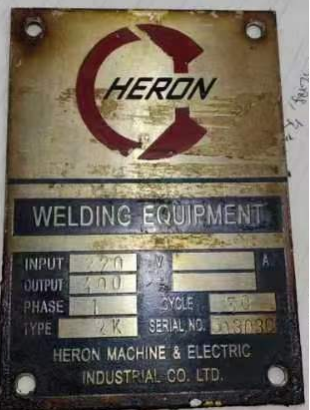 HERON
WELDING EQUIPMENT
INPUT 220 V A
OUTPUT 400
PHASE 1 CYCLE 50
TYPE 2K SERIAL NO.
HERON MACHINE & ELECTRIC
INDUSTRIAL CO. LTD.